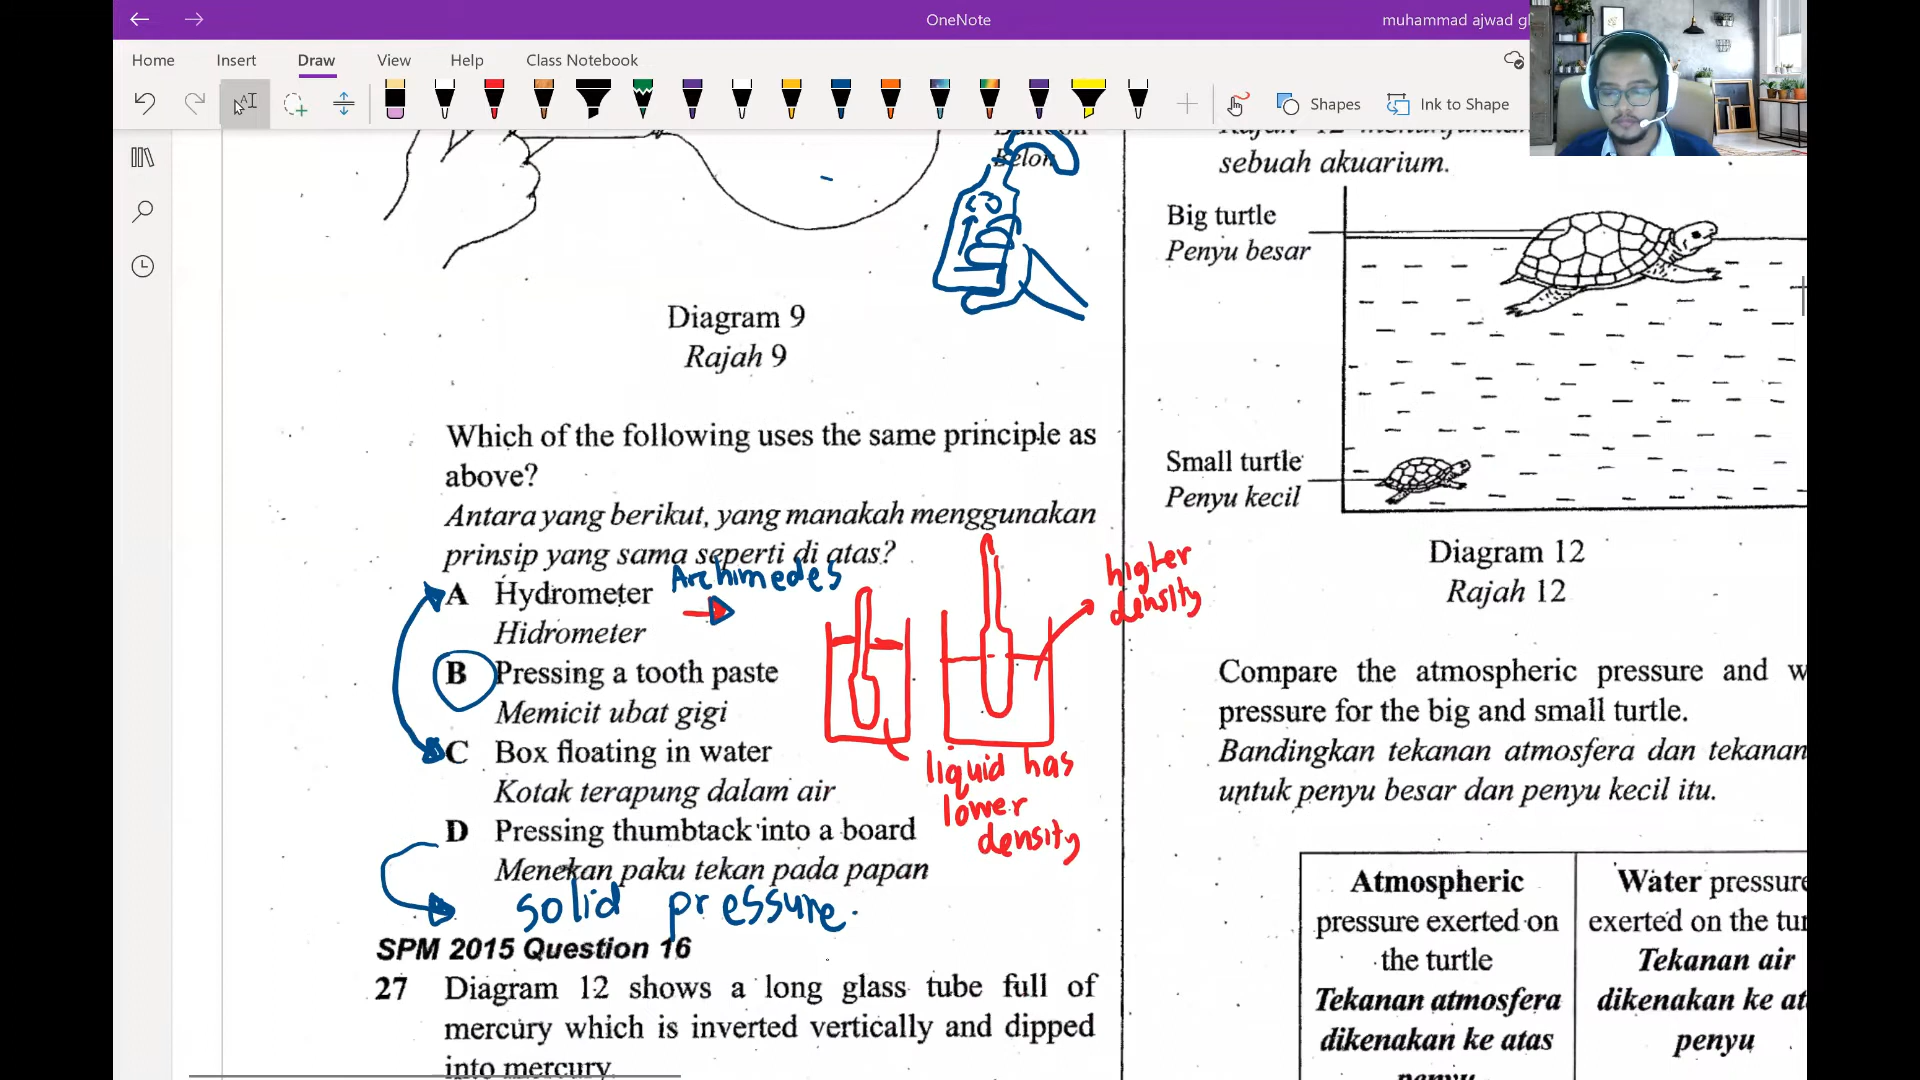 OneNote
muhammad ajwad
Home
Insert
Draw
View
Help
Class Notebook
Shapes
Ink to Shape
Belon
Diagram 9
Rajah 9
Which of the following uses the same principle as
above?
Antara yang berikut, yang manakah menggunakan
prinsip yang sama seperti di atas?
A Hydrometer
Archimedes
Hidrometer
B Pressing a tooth paste
Memicit ubat gigi
C Box floating in water
Kotak terapung dalam air
D Pressing thumbtack into a board
Menekan paku tekan pada papan
solid pressure.
higher
density
liquid has
lower
density
SPM 2015 Question 16
27 Diagram 12 shows a long glass tube full of
mercury which is inverted vertically and dipped
into mercury
sebuah akuarium.
Big turtle
Penyu besar
Small turtle
Penyu kecil
Diagram 12
Rajah 12
Compare the atmospheric pressure and w
pressure for the big and small turtle.
Bandingkan tekanan atmosfera dan tekanan
untuk penyu besar dan penyu kecil itu.
Atmospheric
pressure exerted on
the turtle
Tekanan atmosfera
dikenakan ke atas
penyu
Water pressure
exerted on the tur
Tekanan air
dikenakan ke at
penyu